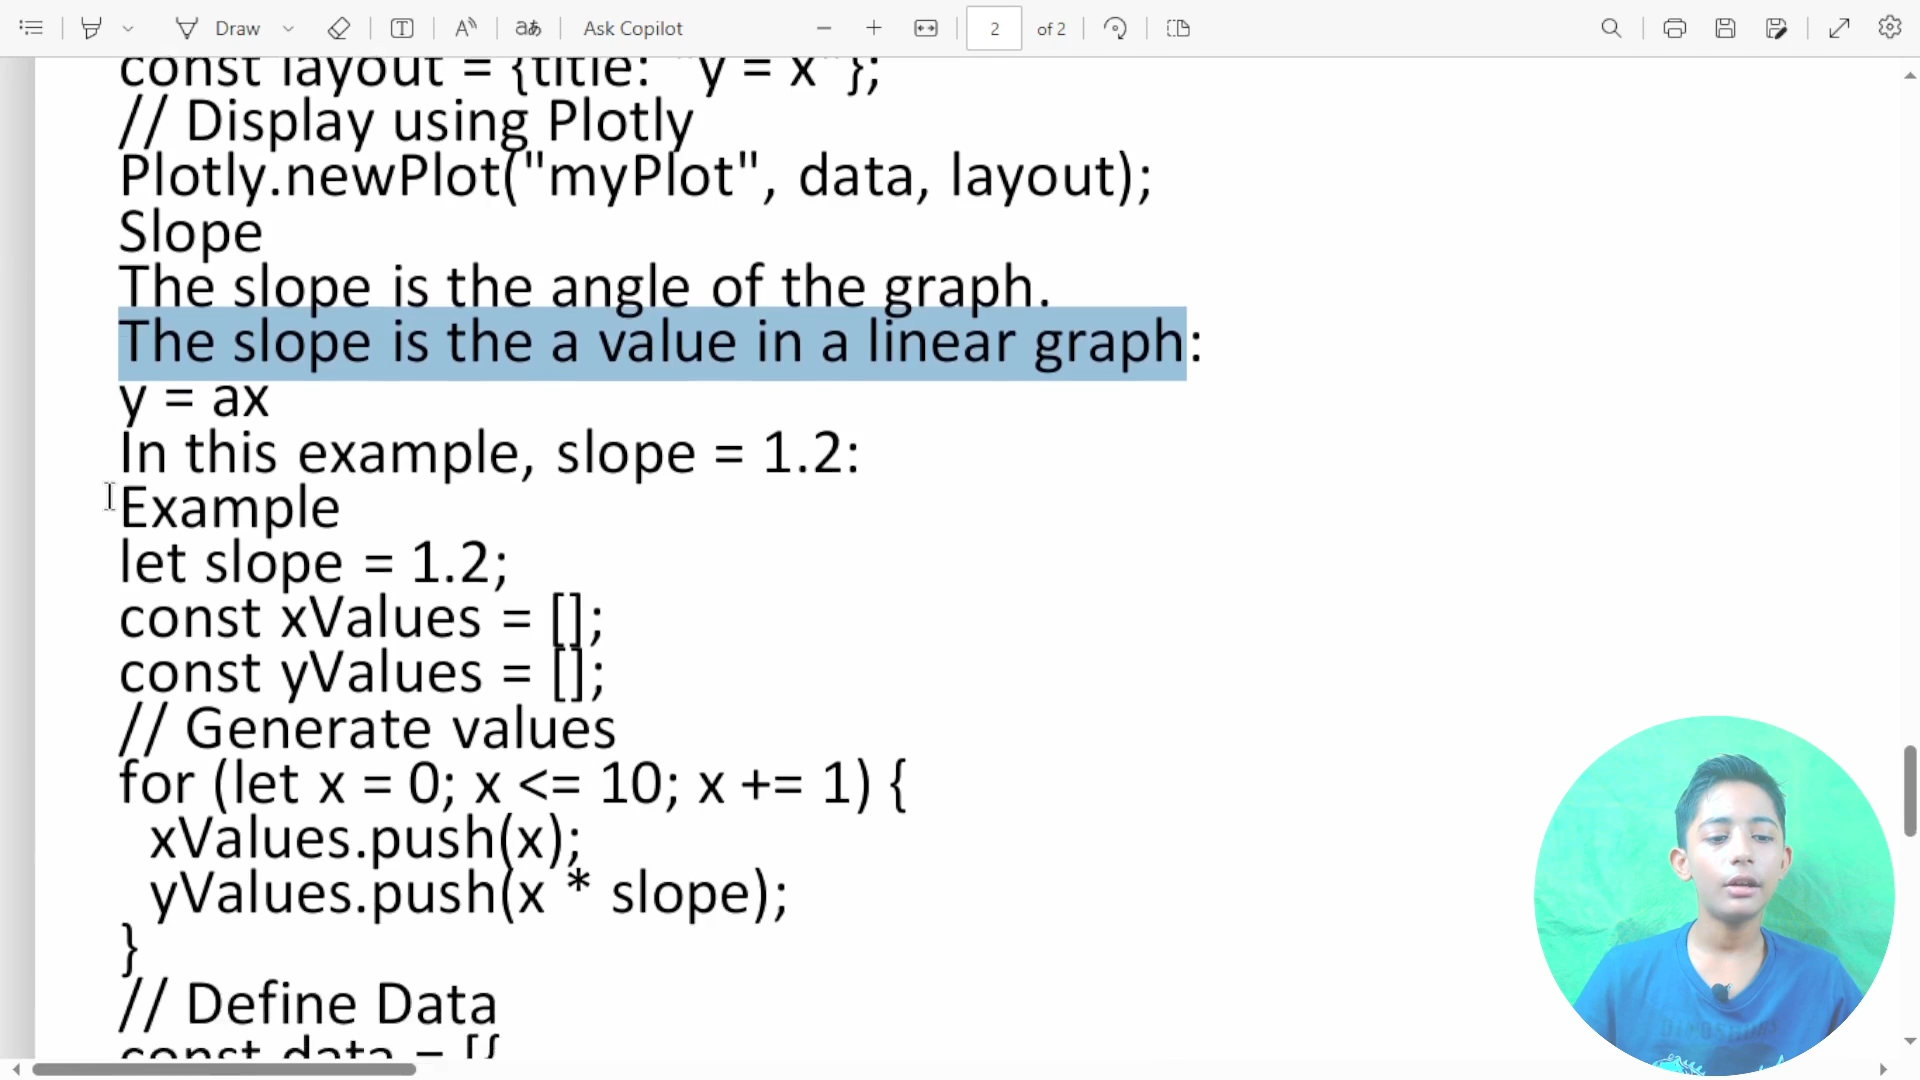 Draw
Ask Copilot
2 of 2
const layout = {title: "y = x"};
// Display using Plotly
Plotly.newPlot("myPlot", data, layout);
Slope
The slope is the angle of the graph.
The slope is the a value in a linear graph:
y = ax
In this example, slope = 1.2:
Example
let slope = 1.2;
const xValues = [];
const yValues = [];
// Generate values
for (let x = 0; x <= 10; x += 1) {
  xValues.push(x);
  yValues.push(x * slope);
}
// Define Data
const data = [{